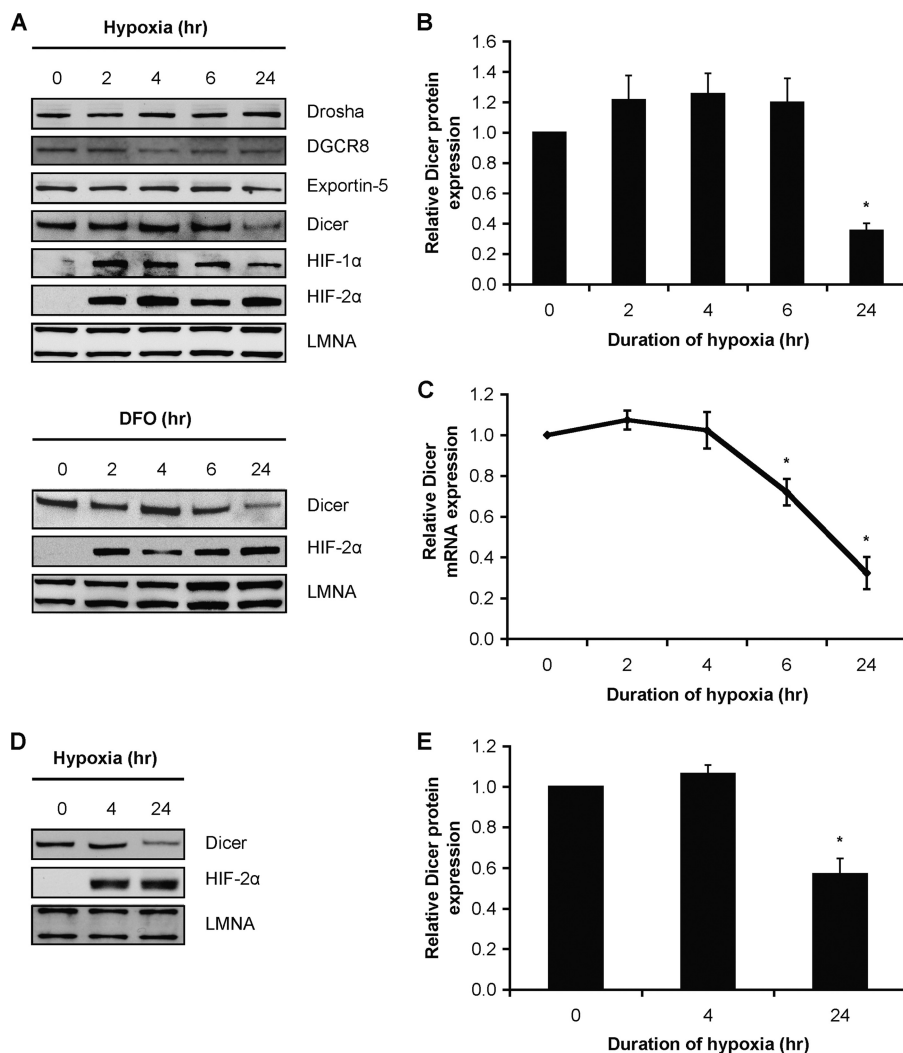 A
Hypoxia (hr)
0 2 4 6 24
Drosha
DGCR8
Exportin-5
Dicer
HIF-1α
HIF-2α
LMNA
DFO (hr)
0 2 4 6 24
Dicer
HIF-2α
LMNA
B
Relative Dicer protein
expression
1.6
1.4
1.2
1.0
0.8
0.6
0.4
0.2
0.0
*
0 2 4 6 24
Duration of hypoxia (hr)
C
Relative Dicer
mRNA expression
1.2
1.0
0.8
0.6
0.4
0.2
0.0
*
*
0 2 4 6 24
Duration of hypoxia (hr)
D
Hypoxia (hr)
0 4 24
Dicer
HIF-2α
LMNA
E
Relative Dicer protein
expression
1.2
1.0
0.8
0.6
0.4
0.2
0.0
*
0 4 24
Duration of hypoxia (hr)